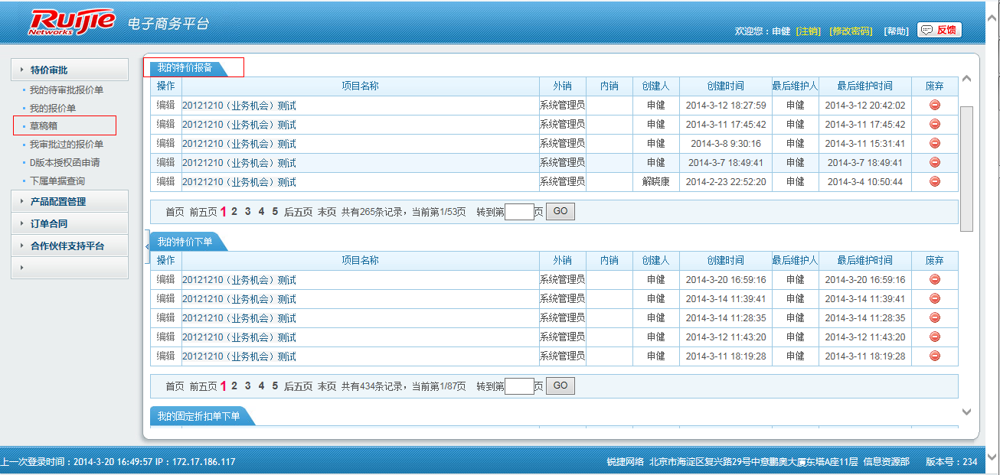 Ruijie Networks 电子商务平台
欢迎您：申健 [注销] [修改密码] [帮助] 反馈
特价审批
我的待审批报价单
我的报价单
草稿箱
我审批过的报价单
D版本授权函申请
下属单据查询
产品配置管理
订单合同
合作伙伴支持平台
我的特价报备
操作 项目名称 外销 内销 创建人 创建时间 最后维护人 最后维护时间 废弃
编辑 20121210（业务机会）测试 系统管理员 申健 2014-3-12 18:27:59 申健 2014-3-12 20:42:02
编辑 20121210（业务机会）测试 系统管理员 申健 2014-3-11 17:45:42 申健 2014-3-11 17:45:42
编辑 20121210（业务机会）测试 系统管理员 申健 2014-3-8 9:30:16 申健 2014-3-11 15:31:41
编辑 20121210（业务机会）测试 系统管理员 申健 2014-3-7 18:49:41 申健 2014-3-7 18:49:41
编辑 20121210（业务机会）测试 系统管理员 解晓康 2014-2-23 22:52:20 申健 2014-3-4 10:50:44
首页 前五页 1 2 3 4 5 后五页 末页 共有265条记录，当前第1/53页 转到第 页 GO
我的特价下单
操作 项目名称 外销 内销 创建人 创建时间 最后维护人 最后维护时间 废弃
编辑 20121210（业务机会）测试 系统管理员 申健 2014-3-20 16:59:16 申健 2014-3-20 16:59:16
编辑 20121210（业务机会）测试 系统管理员 申健 2014-3-14 11:39:41 申健 2014-3-14 11:39:41
编辑 20121210（业务机会）测试 系统管理员 申健 2014-3-14 11:28:35 申健 2014-3-14 11:28:35
编辑 20121210（业务机会）测试 系统管理员 申健 2014-3-12 11:43:20 申健 2014-3-12 11:43:20
编辑 20121210（业务机会）测试 系统管理员 申健 2014-3-11 18:19:28 申健 2014-3-11 18:19:28
首页 前五页 1 2 3 4 5 后五页 末页 共有434条记录，当前第1/87页 转到第 页 GO
我的固定折扣单下单
上一次登录时间：2014-3-20 16:49:57 IP：172.17.186.117 锐捷网络 北京市海淀区复兴路29号中意鹏奥大厦东塔A座11层 信息资源部 版本号：234